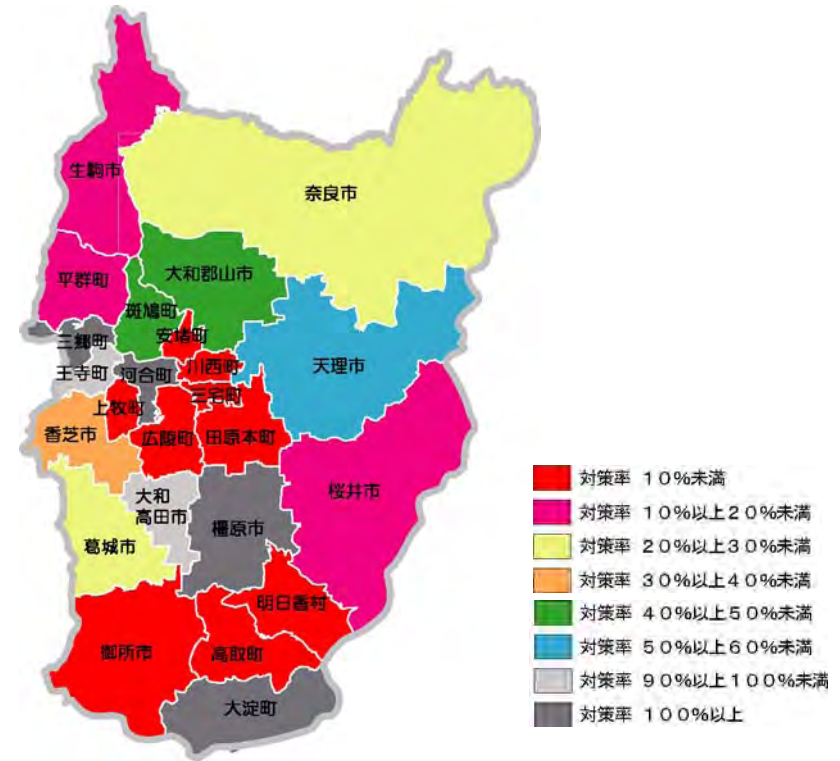 生駒市
奈良市
平群町
大和郡山市
斑鳩町
安堵町
三郷町
王寺町
河合町
川西町
天理市
三宅町
上牧町
香芝市
広陵町
田原本町
大和
高田市
橿原市
桜井市
葛城市
明日香村
御所市
高取町
大淀町
対策率 10%未満
対策率 10%以上20%未満
対策率 20%以上30%未満
対策率 30%以上40%未満
対策率 40%以上50%未満
対策率 50%以上60%未満
対策率 90%以上100%未満
対策率 100%以上